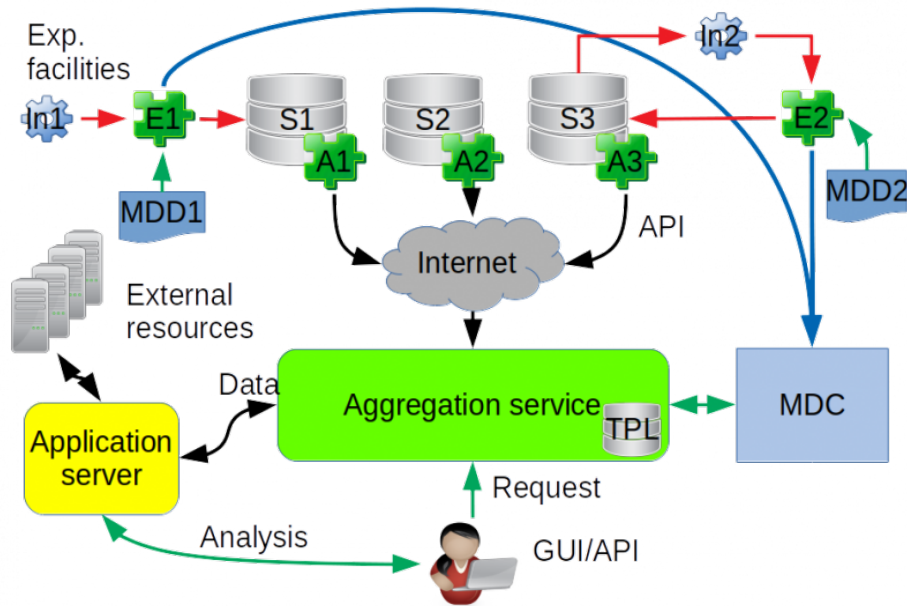 Exp.
facilities
In1
E1
S1
S2
S3
In2
E2
A1
A2
A3
MDD1
MDD2
API
Internet
External
resources
Data
Aggregation service
TPL
MDC
Application
server
Request
Analysis
GUI/API